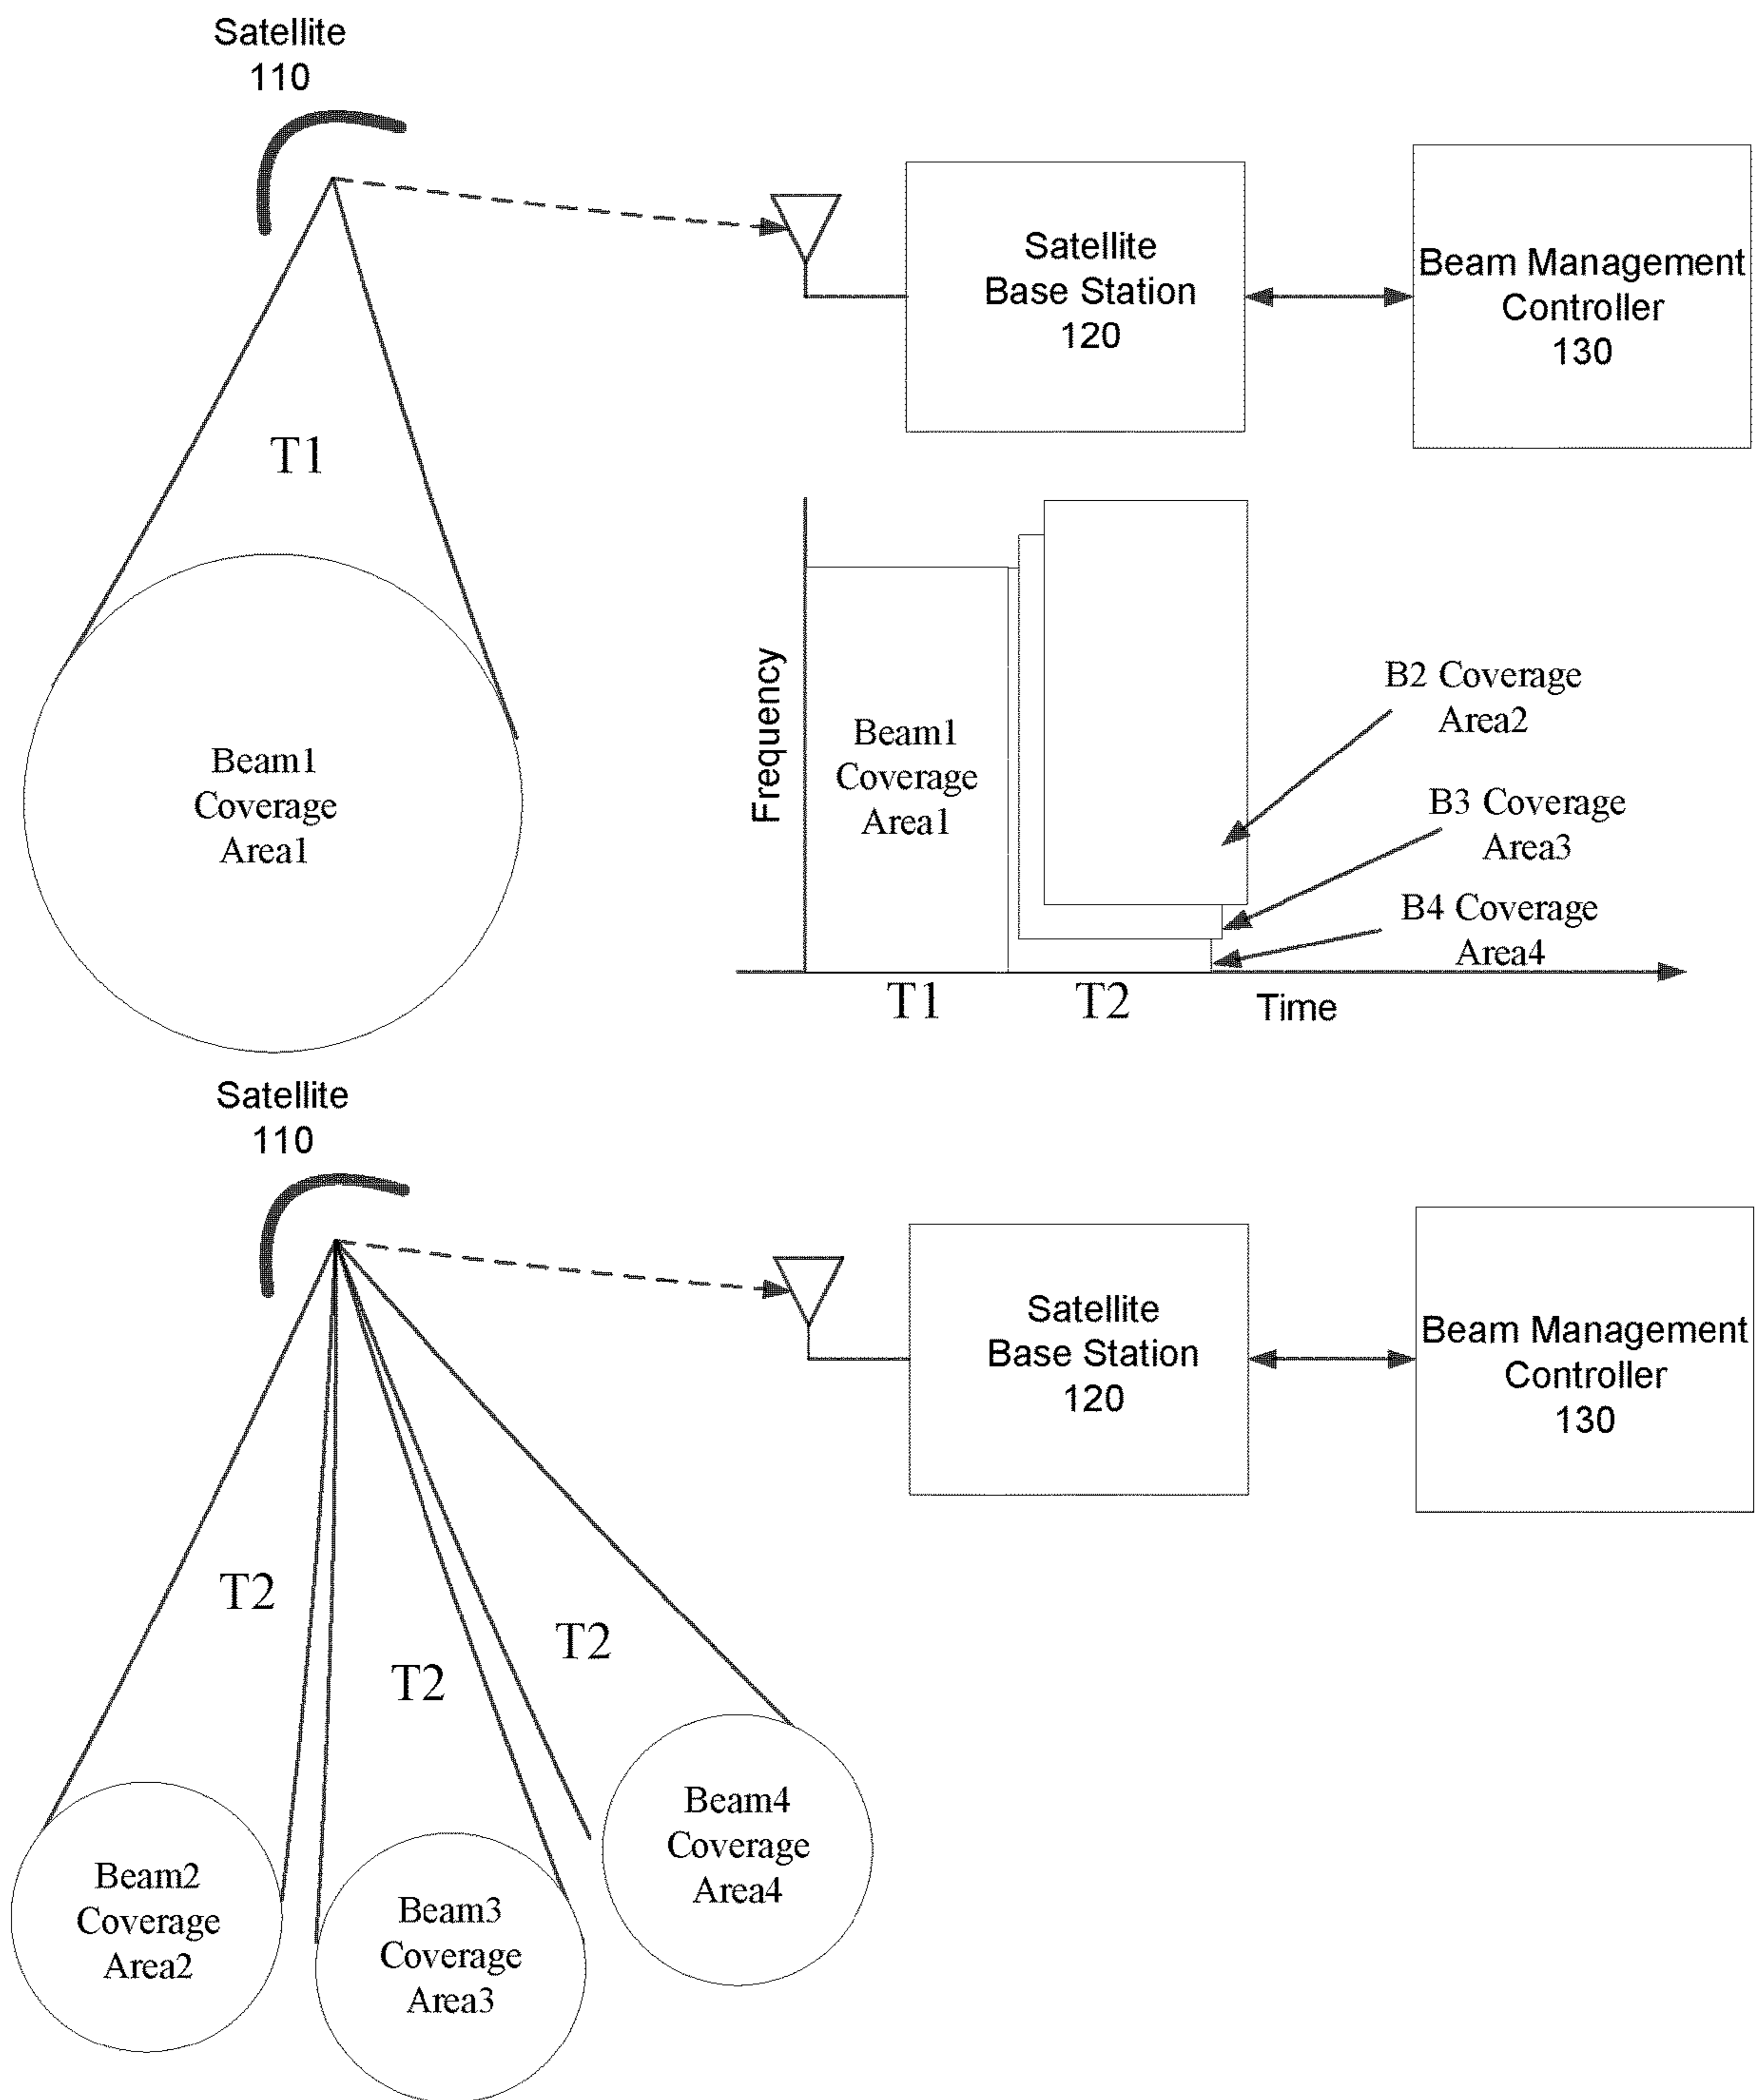 Satellite
110
Satellite
Base Station
120
Beam Management
Controller
130
T1
Beam1
Coverage
Area1
Frequency
Beam1
Coverage
Area1
B2 Coverage
Area2
B3 Coverage
Area3
B4 Coverage
Area4
T1
T2
Time
Satellite
110
Satellite
Base Station
120
Beam Management
Controller
130
T2
T2
T2
Beam2
Coverage
Area2
Beam3
Coverage
Area3
Beam4
Coverage
Area4